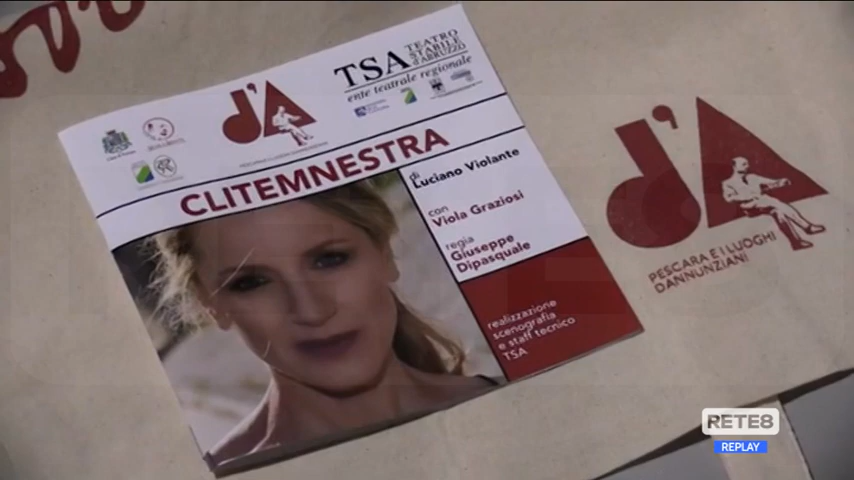 TSA
TEATRO
STABILE
d'ABRUZZO
ente teatrale regionale
d'A
CLITEMNESTRA
di
Luciano Violante
con
Viola Graziosi
regia
Giuseppe
Dipasquale
realizzazione
scenografia
e staff tecnico
TSA
d'A
PESCARA E I LUOGHI
DANNUNZIANI
RETE8
REPLAY